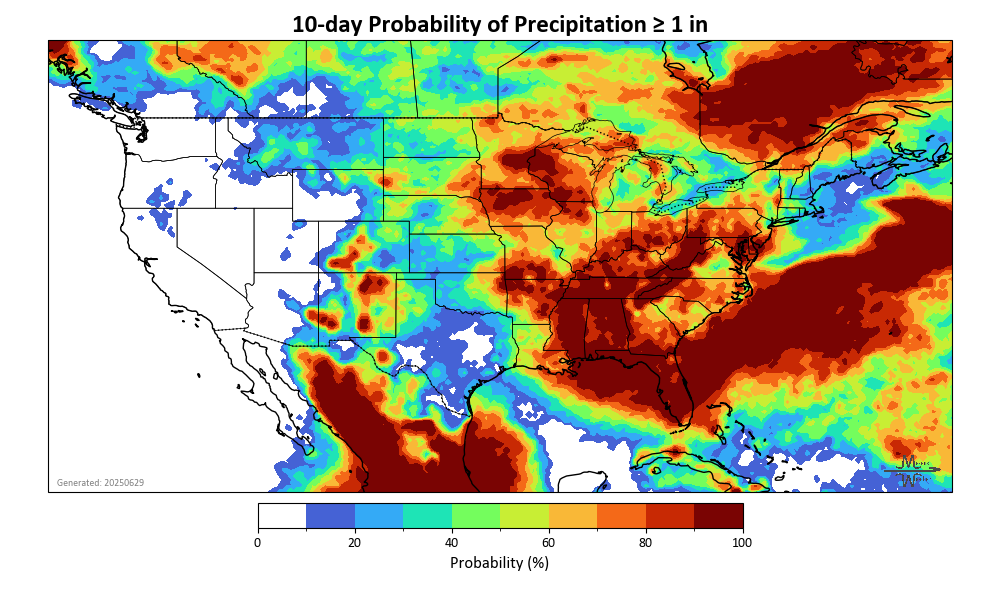 10-day Probability of Precipitation ≥ 1 in
Generated: 20250629
0 20 40 60 80 100
Probability (%)